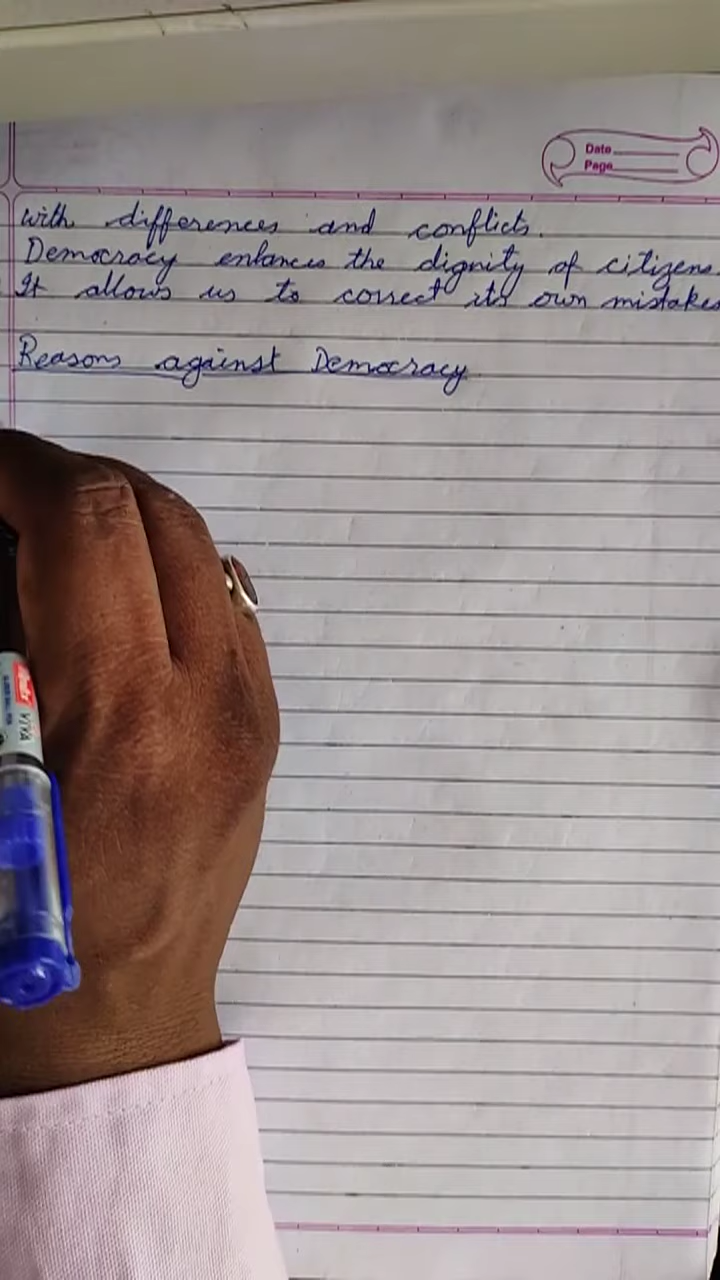 Date
Page
with differences and conflicts.
Democracy enhances the dignity of citizens.
It allows us to correct its own mistakes
Reasons against Democracy